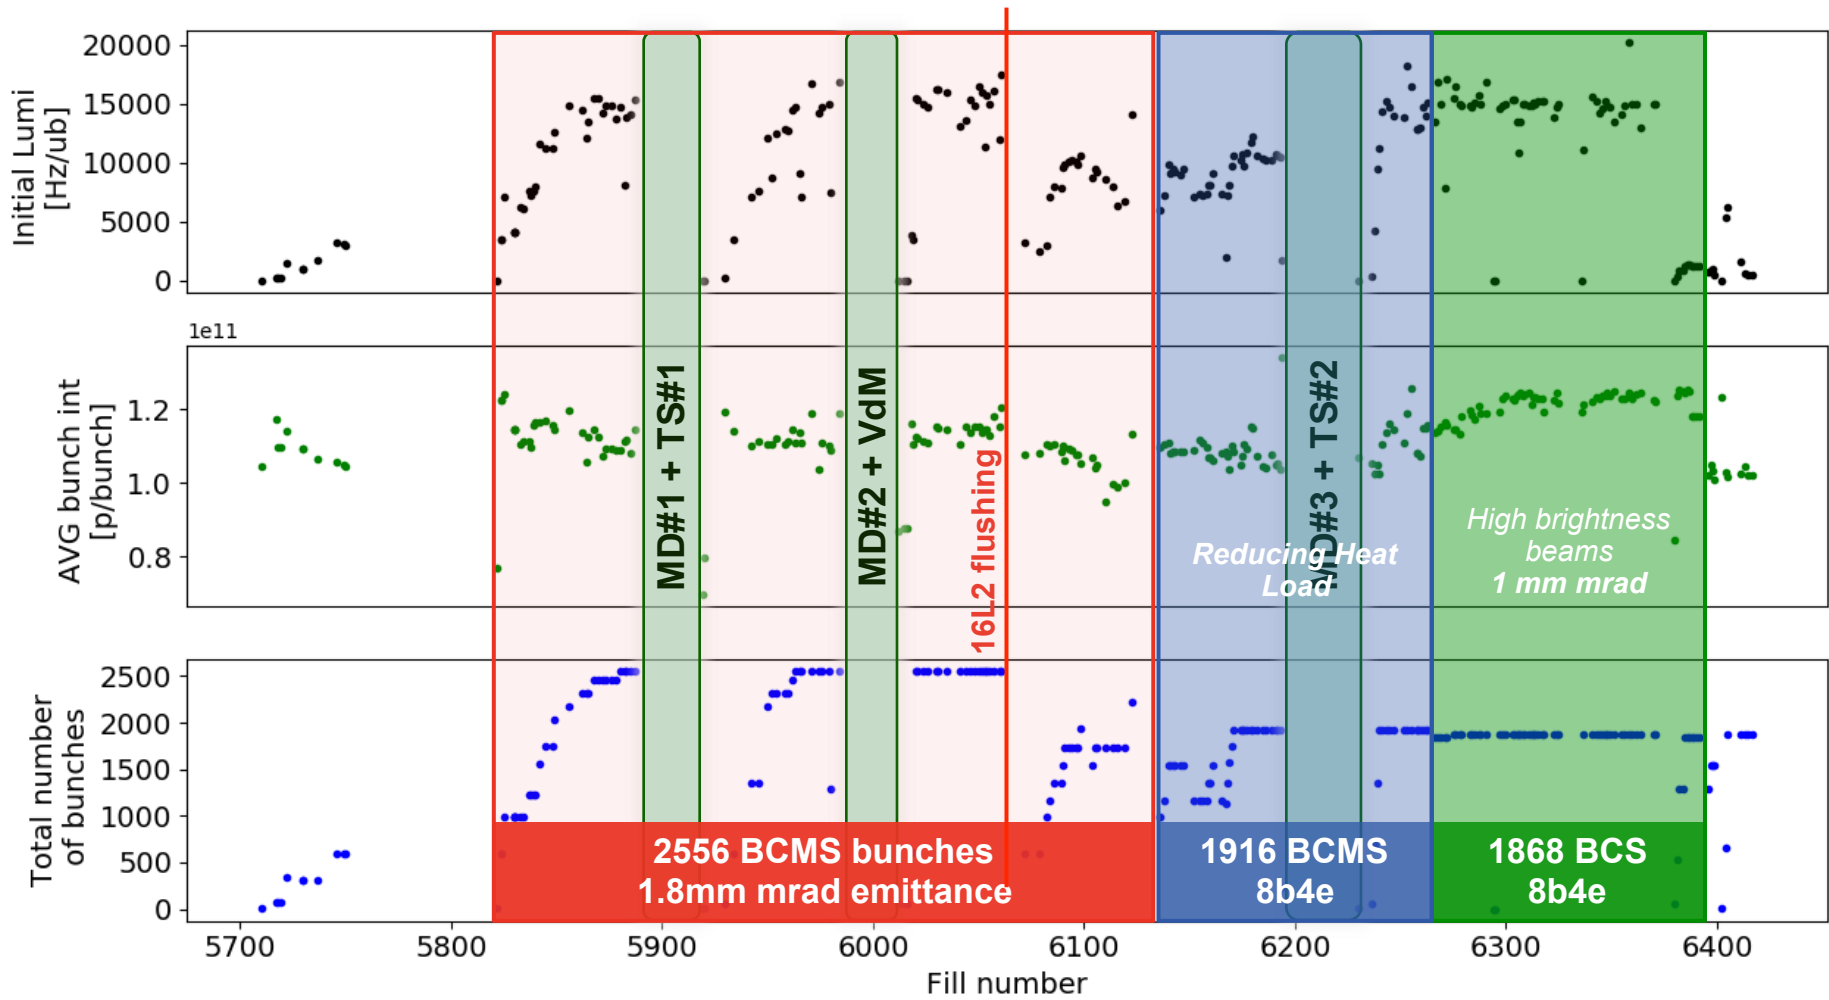 20000
15000
10000
5000
0
Initial Lumi
[Hz/ub]
1e11
1.2
1.0
0.8
AVG bunch int
[p/bunch]
MD#1 + TS#1
MD#2 + VdM
16L2 flushing
MD#3 + TS#2
Reducing Heat
Load
High brightness
beams
1 mm mrad
2500
2000
1500
1000
500
0
Total number
of bunches
2556 BCMS bunches
1.8mm mrad emittance
1916 BCMS
8b4e
1868 BCS
8b4e
5700
5800
5900
6000
6100
6200
6300
6400
Fill number